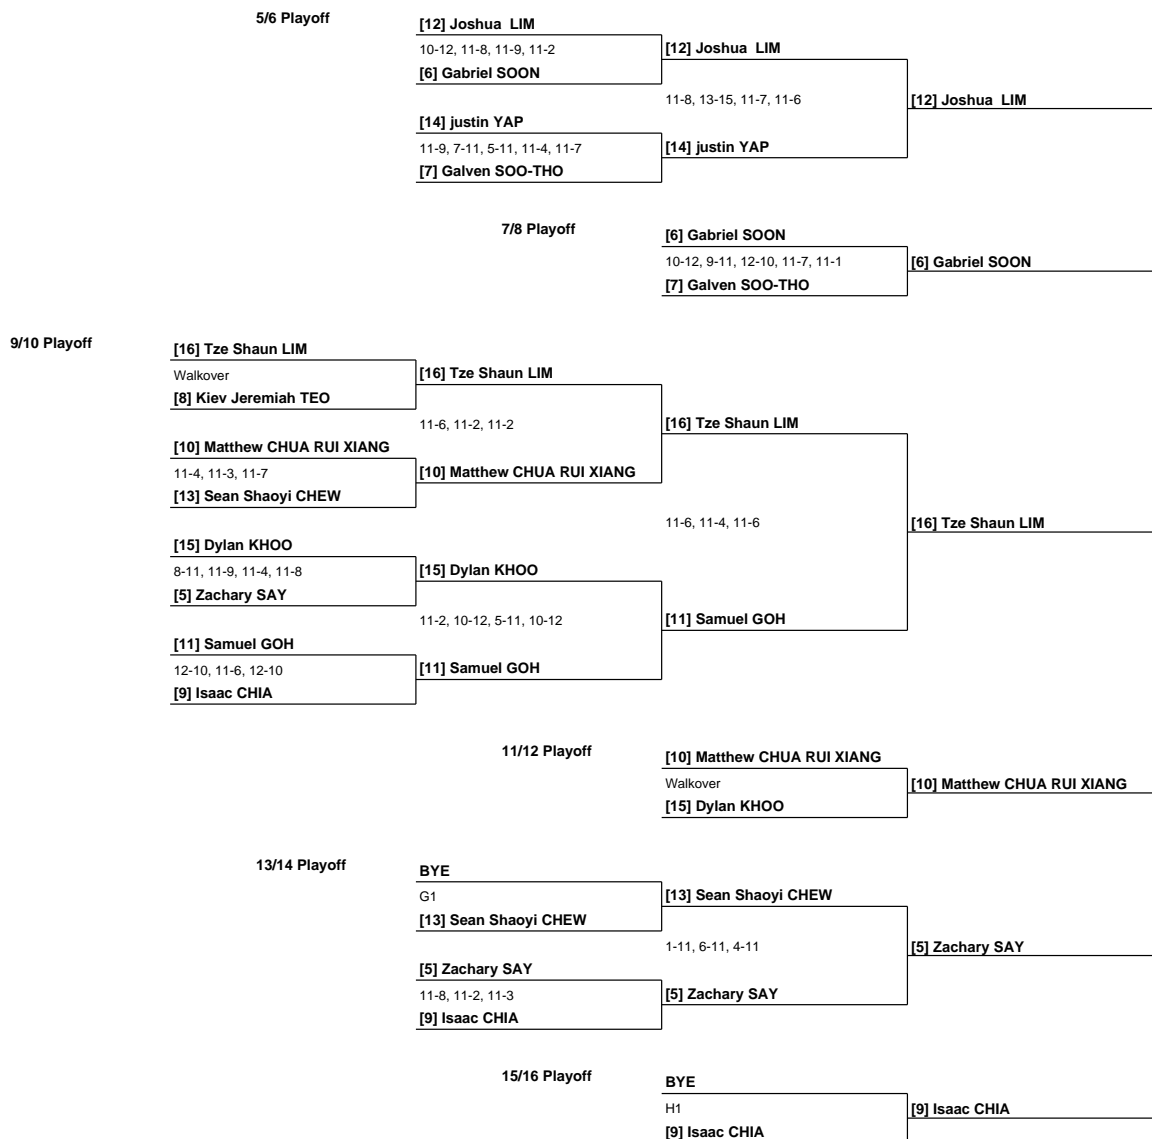 5/6 Playoff
[12] Joshua  LIM
10-12, 11-8, 11-9, 11-2
[6] Gabriel SOON
[12] Joshua  LIM
11-8, 13-15, 11-7, 11-6
[12] Joshua  LIM
[14] justin YAP
11-9, 7-11, 5-11, 11-4, 11-7
[7] Galven SOO-THO
[14] justin YAP
7/8 Playoff
[6] Gabriel SOON
10-12, 9-11, 12-10, 11-7, 11-1
[7] Galven SOO-THO
[6] Gabriel SOON
9/10 Playoff
[16] Tze Shaun LIM
Walkover
[8] Kiev Jeremiah TEO
[16] Tze Shaun LIM
11-6, 11-2, 11-2
[16] Tze Shaun LIM
[10] Matthew CHUA RUI XIANG
11-4, 11-3, 11-7
[13] Sean Shaoyi CHEW
[10] Matthew CHUA RUI XIANG
11-6, 11-4, 11-6
[16] Tze Shaun LIM
[15] Dylan KHOO
8-11, 11-9, 11-4, 11-8
[5] Zachary SAY
[15] Dylan KHOO
11-2, 10-12, 5-11, 10-12
[11] Samuel GOH
[11] Samuel GOH
12-10, 11-6, 12-10
[9] Isaac CHIA
[11] Samuel GOH
11/12 Playoff
[10] Matthew CHUA RUI XIANG
Walkover
[15] Dylan KHOO
[10] Matthew CHUA RUI XIANG
13/14 Playoff
BYE
G1
[13] Sean Shaoyi CHEW
[13] Sean Shaoyi CHEW
1-11, 6-11, 4-11
[5] Zachary SAY
[5] Zachary SAY
11-8, 11-2, 11-3
[9] Isaac CHIA
[5] Zachary SAY
15/16 Playoff
BYE
H1
[9] Isaac CHIA
[9] Isaac CHIA